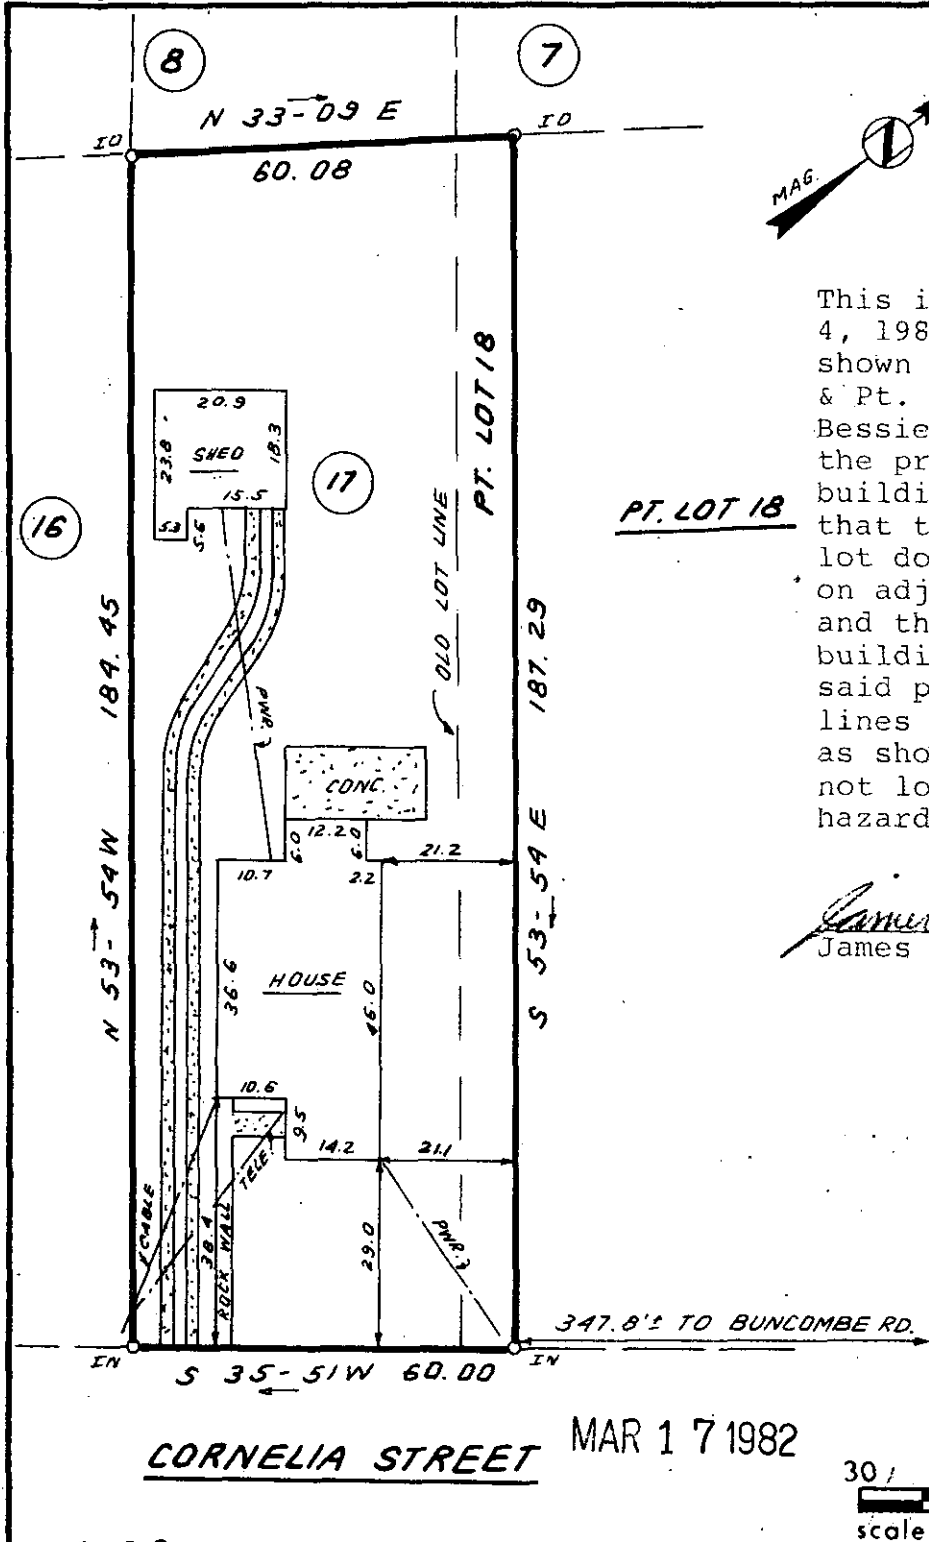 8
7
N 33-09 E
IO
IO
60.08
MAG.
This i
4, 198
shown
& Pt.
Bessie
the pr
buildi
that t
lot do
on adj
and th
buildi
said p
lines
as sho
not lo
hazard
James
PT. LOT 18
20.9
23.8
SHED
18.3
15.5
5.3
5.6
17
16
PT. LOT 18
OLD LOT LINE
184.45
N 53-54 W
187.29
S 53-54 E
PWR.
CONC.
12.2
6.0
6.0
10.7
2.2
21.2
HOUSE
36.6
46.0
10.6
9.5
14.2
21.1
TELE.
CABLE
38.4
ROCK WALL
29.0
PWR.
347.8'± TO BUNCOMBE RD.
IN
IN
S 35-51 W 60.00
CORNELIA STREET
MAR 17 1982
30
scale